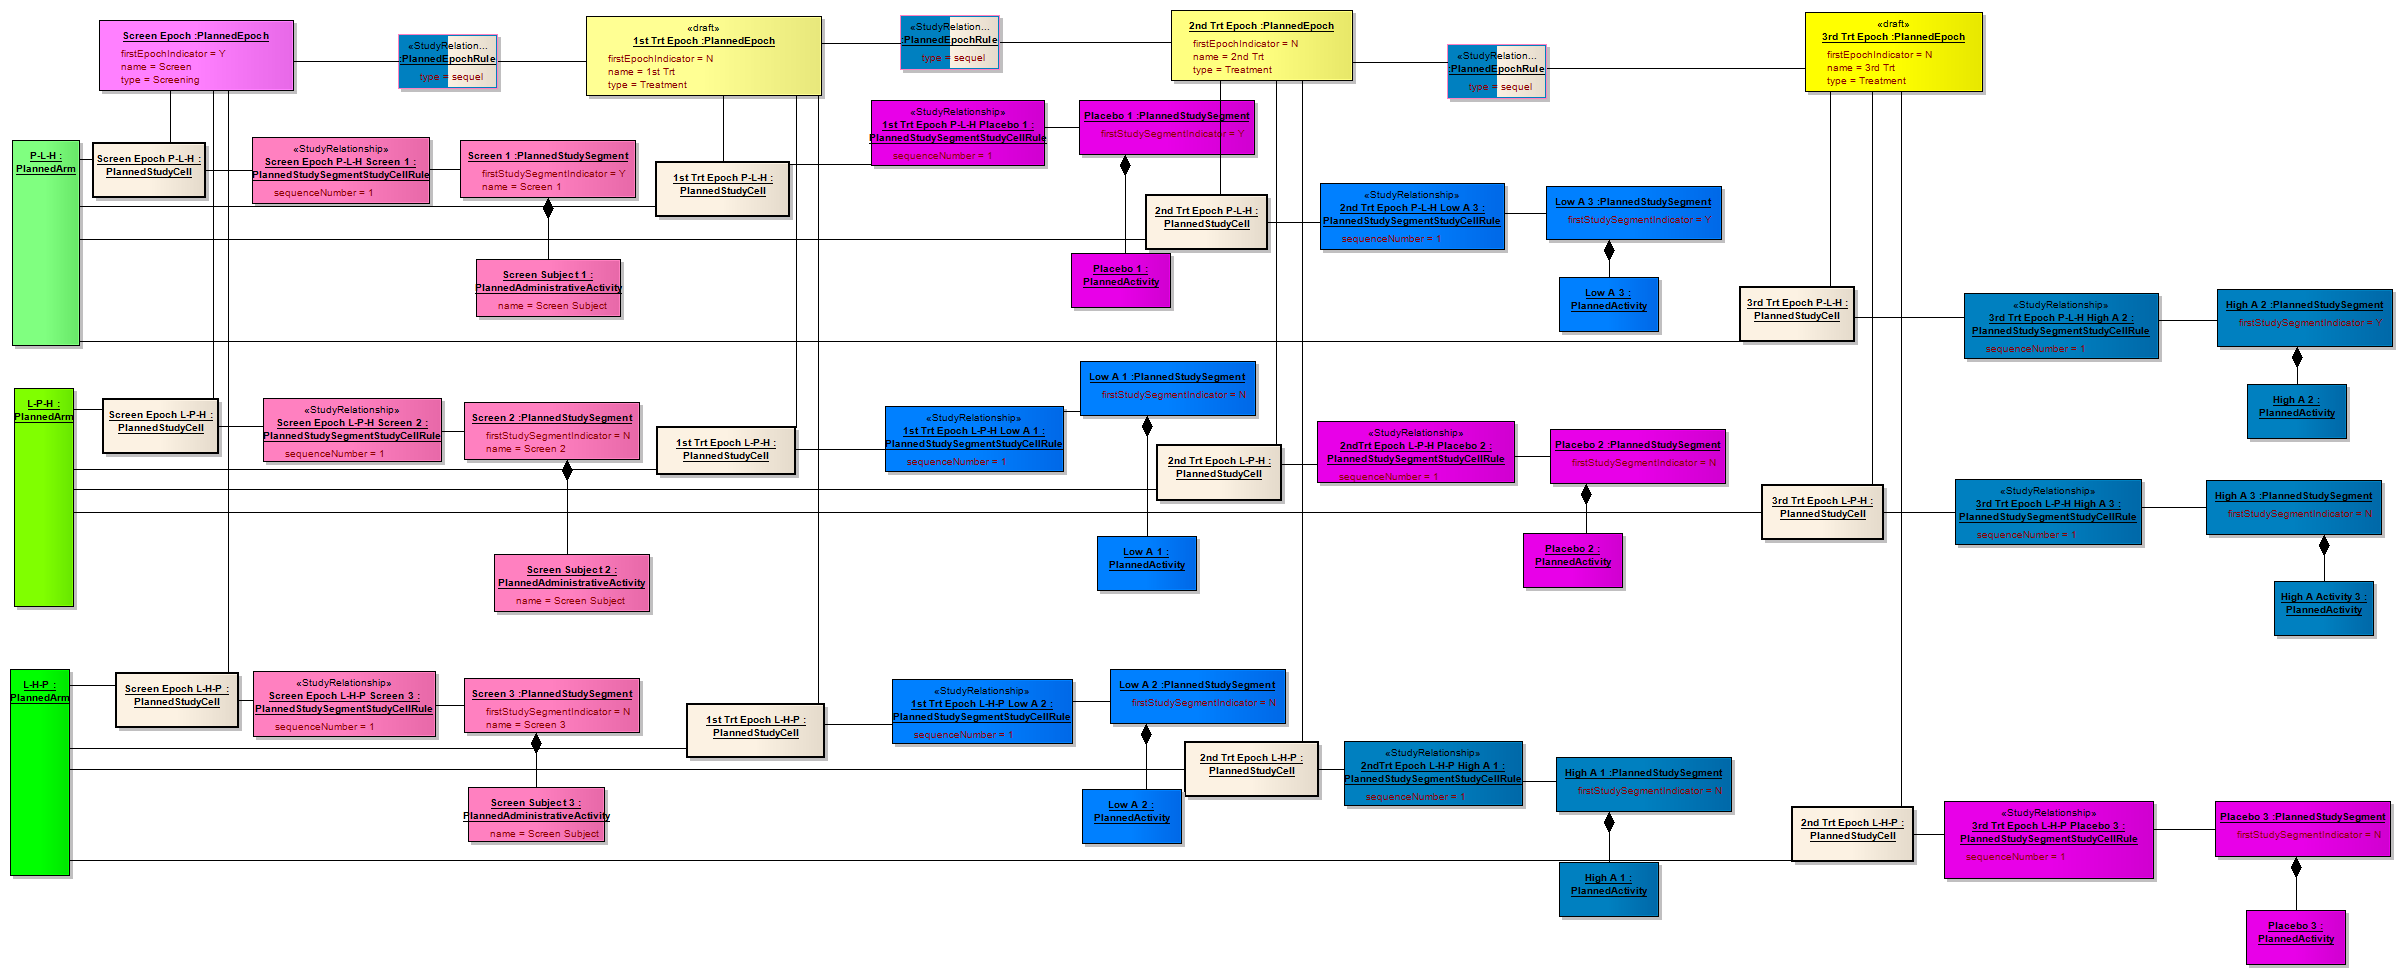 Screen Epoch :PlannedEpoch
firstEpochIndicator = Y
name = Screen
type = Screening
«StudyRelation...
:PlannedEpochRule
type = sequel
«draft»
1st Trt Epoch :PlannedEpoch
firstEpochIndicator = N
name = 1st Trt
type = Treatment
«StudyRelation...
:PlannedEpochRule
type = sequel
2nd Trt Epoch :PlannedEpoch
firstEpochIndicator = N
name = 2nd Trt
type = Treatment
«StudyRelation...
:PlannedEpochRule
type = sequel
«draft»
3rd Trt Epoch :PlannedEpoch
firstEpochIndicator = N
name = 3rd Trt
type = Treatment
P-L-H :
PlannedArm
Screen Epoch P-L-H :
PlannedStudyCell
«StudyRelationship»
Screen Epoch P-L-H Screen 1 :
PlannedStudySegmentStudyCellRule
sequenceNumber = 1
Screen 1 :PlannedStudySegment
firstStudySegmentIndicator = Y
name = Screen 1
Screen Subject 1 :
PlannedAdministrativeActivity
name = Screen Subject
1st Trt Epoch P-L-H :
PlannedStudyCell
«StudyRelationship»
1st Trt Epoch P-L-H Placebo 1 :
PlannedStudySegmentStudyCellRule
sequenceNumber = 1
Placebo 1 :PlannedStudySegment
firstStudySegmentIndicator = Y
Placebo 1 :
PlannedActivity
2nd Trt Epoch P-L-H :
PlannedStudyCell
«StudyRelationship»
2nd Trt Epoch P-L-H Low A 3 :
PlannedStudySegmentStudyCellRule
sequenceNumber = 1
Low A 3 :PlannedStudySegment
firstStudySegmentIndicator = Y
Low A 3 :
PlannedActivity
3rd Trt Epoch P-L-H :
PlannedStudyCell
«StudyRelationship»
3rd Trt Epoch P-L-H High A 2 :
PlannedStudySegmentStudyCellRule
sequenceNumber = 1
High A 2 :PlannedStudySegment
firstStudySegmentIndicator = Y
High A 2 :
PlannedActivity
L-P-H :
PlannedArm
Screen Epoch L-P-H :
PlannedStudyCell
«StudyRelationship»
Screen Epoch L-P-H Screen 2 :
PlannedStudySegmentStudyCellRule
sequenceNumber = 1
Screen 2 :PlannedStudySegment
firstStudySegmentIndicator = N
name = Screen 2
Screen Subject 2 :
PlannedAdministrativeActivity
name = Screen Subject
1st Trt Epoch L-P-H :
PlannedStudyCell
«StudyRelationship»
1st Trt Epoch L-P-H Low A 1 :
PlannedStudySegmentStudyCellRule
sequenceNumber = 1
Low A 1 :PlannedStudySegment
firstStudySegmentIndicator = N
Low A 1 :
PlannedActivity
2nd Trt Epoch L-P-H :
PlannedStudyCell
«StudyRelationship»
2ndTrt Epoch L-P-H Placebo 2 :
PlannedStudySegmentStudyCellRule
sequenceNumber = 1
Placebo 2 :PlannedStudySegment
firstStudySegmentIndicator = N
Placebo 2 :
PlannedActivity
3rd Trt Epoch L-P-H :
PlannedStudyCell
«StudyRelationship»
3rd Trt Epoch L-P-H High A 3 :
PlannedStudySegmentStudyCellRule
sequenceNumber = 1
High A 3 :PlannedStudySegment
firstStudySegmentIndicator = N
High A Activity 3 :
PlannedActivity
L-H-P :
PlannedArm
Screen Epoch L-H-P :
PlannedStudyCell
«StudyRelationship»
Screen Epoch L-H-P Screen 3 :
PlannedStudySegmentStudyCellRule
sequenceNumber = 1
Screen 3 :PlannedStudySegment
firstStudySegmentIndicator = N
name = Screen 3
Screen Subject 3 :
PlannedAdministrativeActivity
name = Screen Subject
1st Trt Epoch L-H-P :
PlannedStudyCell
«StudyRelationship»
1st Trt Epoch L-H-P Low A 2 :
PlannedStudySegmentStudyCellRule
sequenceNumber = 1
Low A 2 :PlannedStudySegment
firstStudySegmentIndicator = N
Low A 2 :
PlannedActivity
2nd Trt Epoch L-H-P :
PlannedStudyCell
«StudyRelationship»
2ndTrt Epoch L-H-P High A 1 :
PlannedStudySegmentStudyCellRule
sequenceNumber = 1
High A 1 :PlannedStudySegment
firstStudySegmentIndicator = N
High A 1 :
PlannedActivity
2nd Trt Epoch L-H-P :
PlannedStudyCell
«StudyRelationship»
3rd Trt Epoch L-H-P Placebo 3 :
PlannedStudySegmentStudyCellRule
sequenceNumber = 1
Placebo 3 :PlannedStudySegment
firstStudySegmentIndicator = N
Placebo 3 :
PlannedActivity